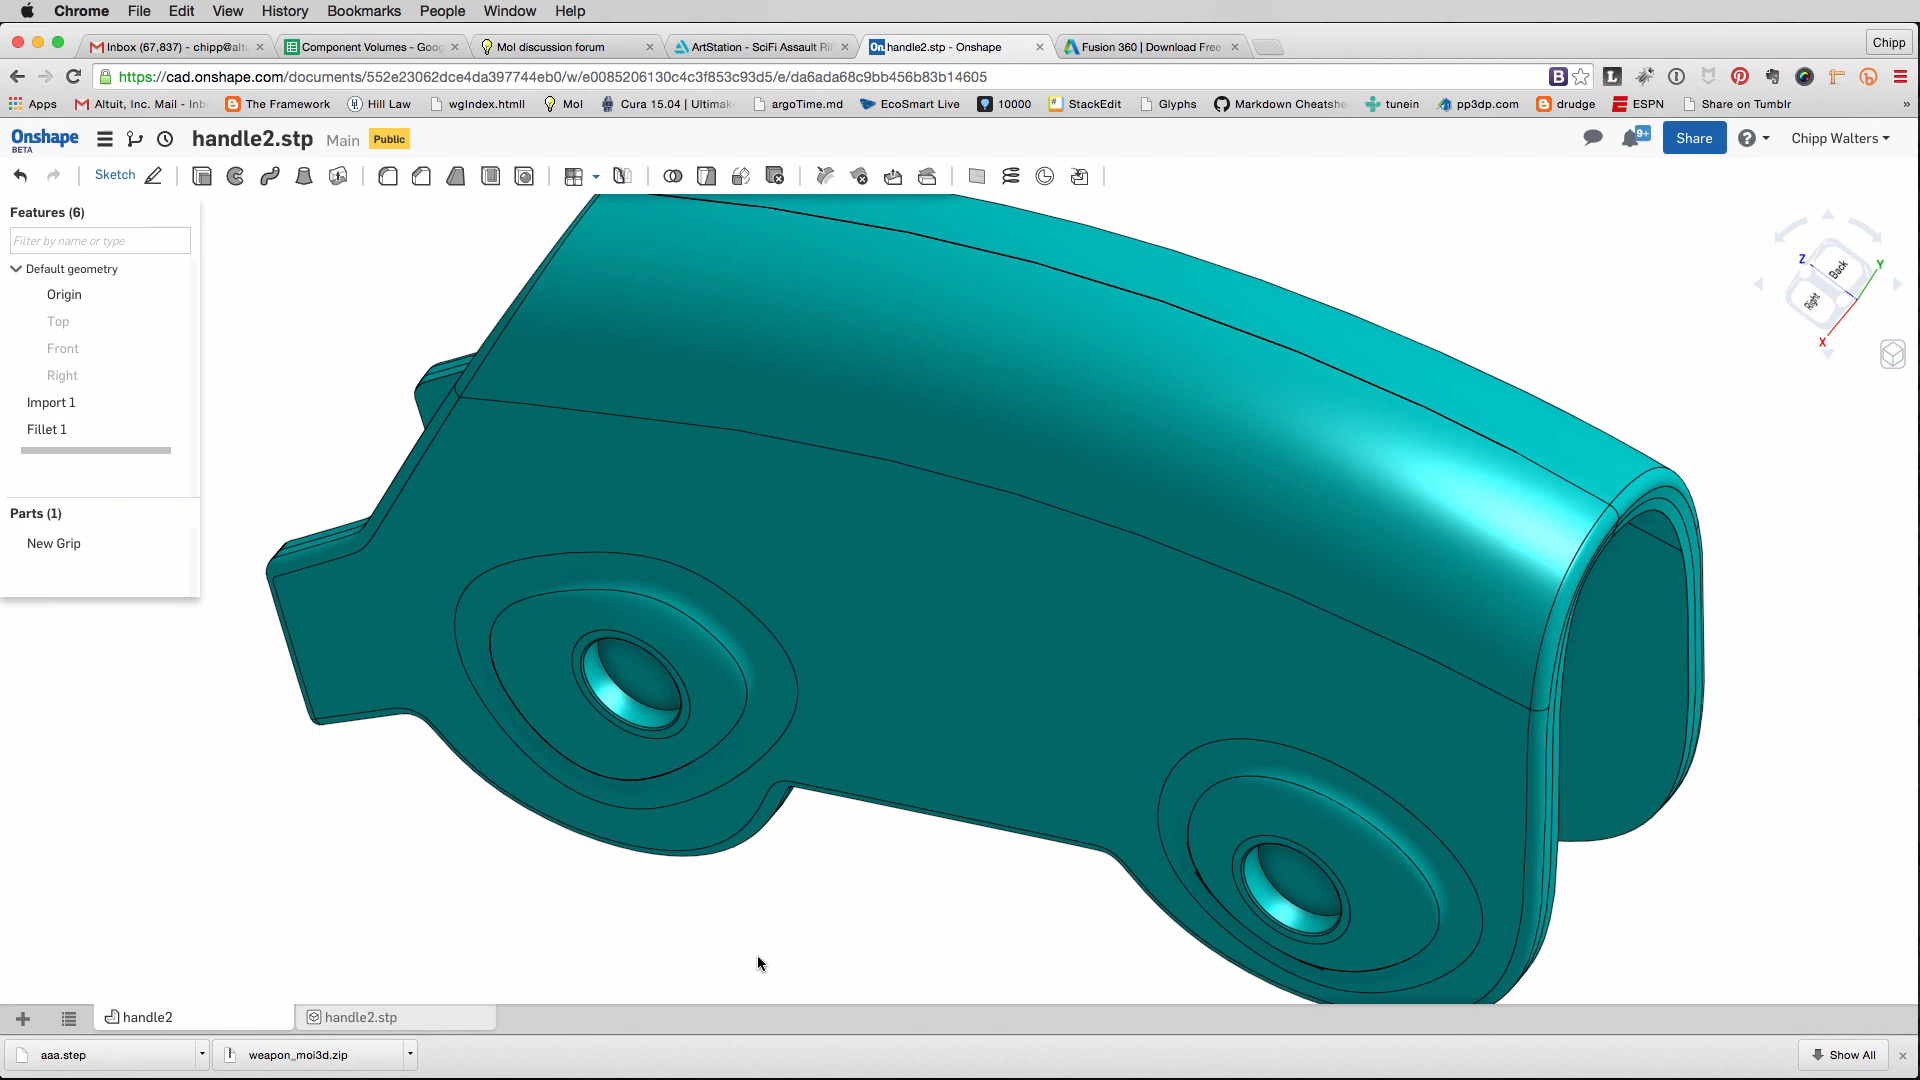 Chrome File Edit View History Bookmarks People Window Help
Inbox (67,837) - chipp@alt
Component Volumes - Goog
MoI discussion forum
ArtStation - SciFi Assault Rif
On handle2.stp - Onshape
Fusion 360 | Download Free
Chipp
https://cad.onshape.com/documents/552e23062dce4da397744eb0/w/e0085206130c4c3f853c93d5/e/da6ada68c9bb456b83b14605
Apps Altuit, Inc. Mail - Inb The Framework Hill Law wgIndex.htmll MoI Cura 15.04 | Ultimak argoTime.md EcoSmart Live 10000 StackEdit Glyphs Markdown Cheatshe tunein pp3dp.com drudge ESPN Share on Tumblr »
Onshape
BETA
handle2.stp Main Public
9+
Share
Chipp Walters
Sketch
Features (6)
Filter by name or type
Default geometry
Origin
Top
Front
Right
Import 1
Fillet 1
Parts (1)
New Grip
Z
Y
X
Back
Right
handle2
handle2.stp
aaa.step
weapon_moi3d.zip
Show All